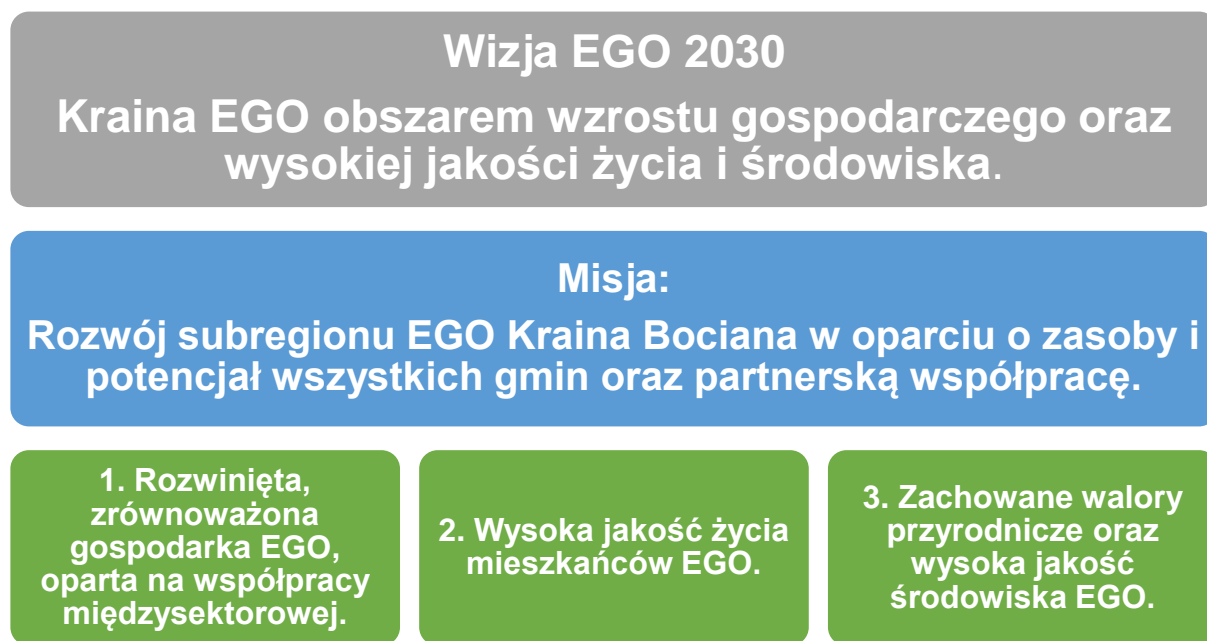 Wizja EGO 2030
Kraina EGO obszarem wzrostu gospodarczego oraz
wysokiej jakości życia i środowiska.
Misja:
Rozwój subregionu EGO Kraina Bociana w oparciu o zasoby i
potencjał wszystkich gmin oraz partnerską współpracę.
1. Rozwinięta,
zrównoważona
gospodarka EGO,
oparta na współpracy
międzysektorowej.
2. Wysoka jakość życia
mieszkańców EGO.
3. Zachowane walory
przyrodnicze oraz
wysoka jakość
środowiska EGO.